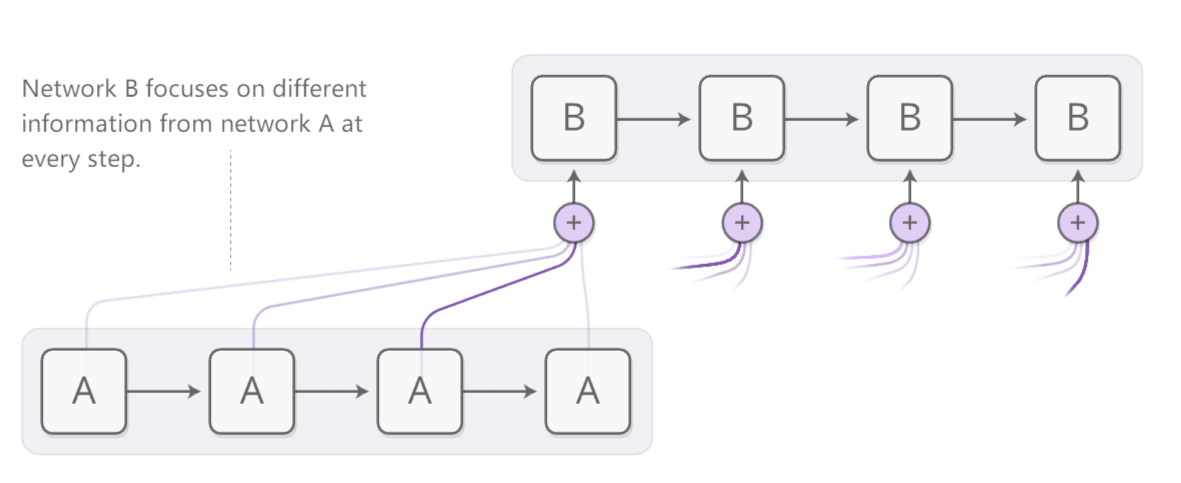 Network B focuses on different
information from network A at
every step.
B B B B
+ + + +
A A A A